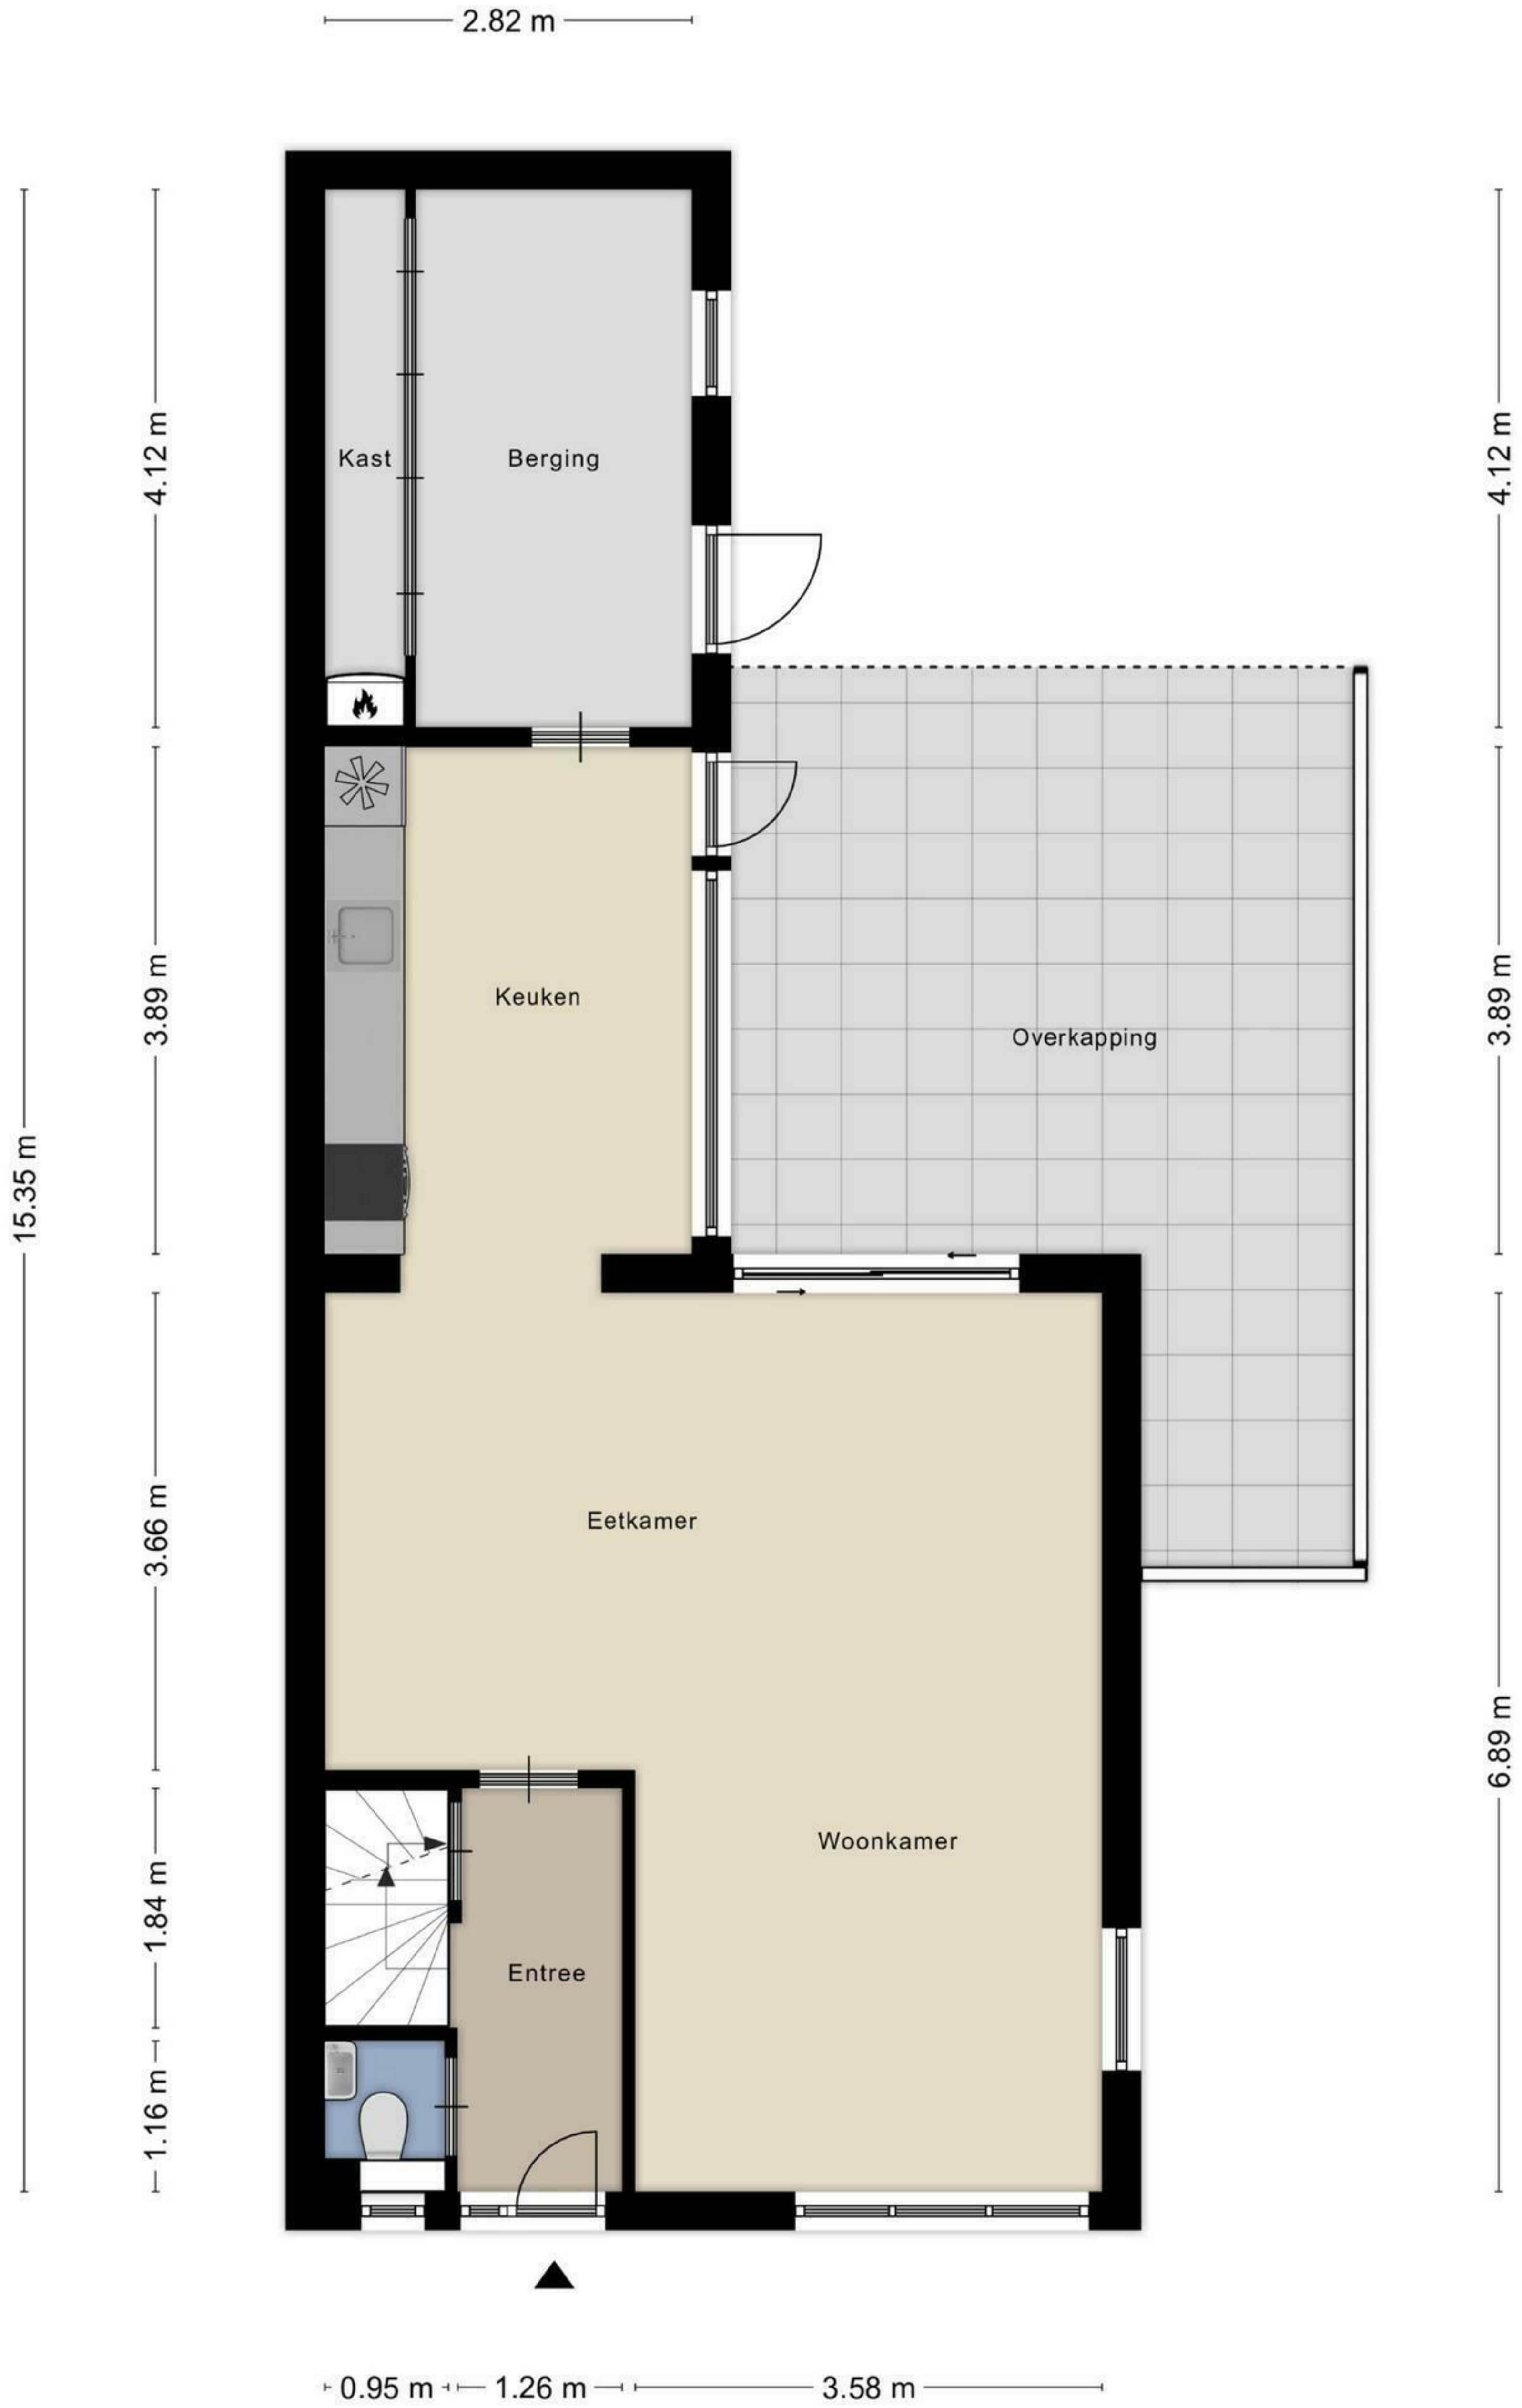 2.82 m
Kast
Berging
4.12 m
4.12 m
Keuken
3.89 m
3.89 m
Overkapping
15.35 m
Eetkamer
3.66 m
6.89 m
Woonkamer
1.84 m
Entree
1.16 m
0.95 m
1.26 m
3.58 m